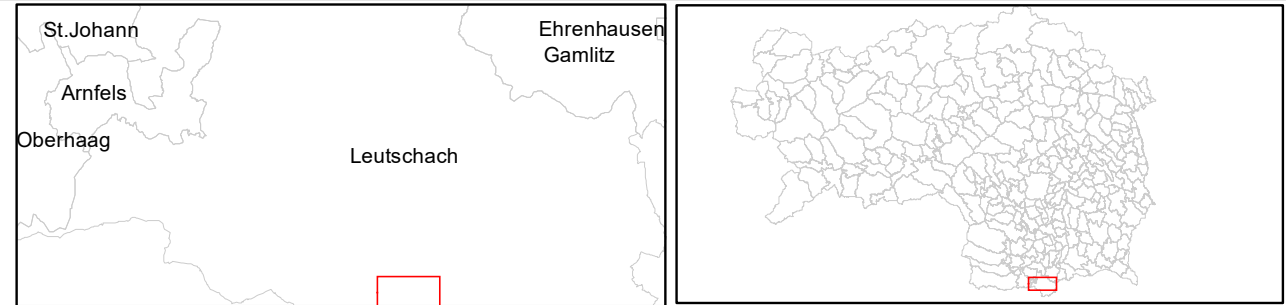 St.Johann
Ehrenhausen
Gamlitz
Arnfels
Oberhaag
Leutschach